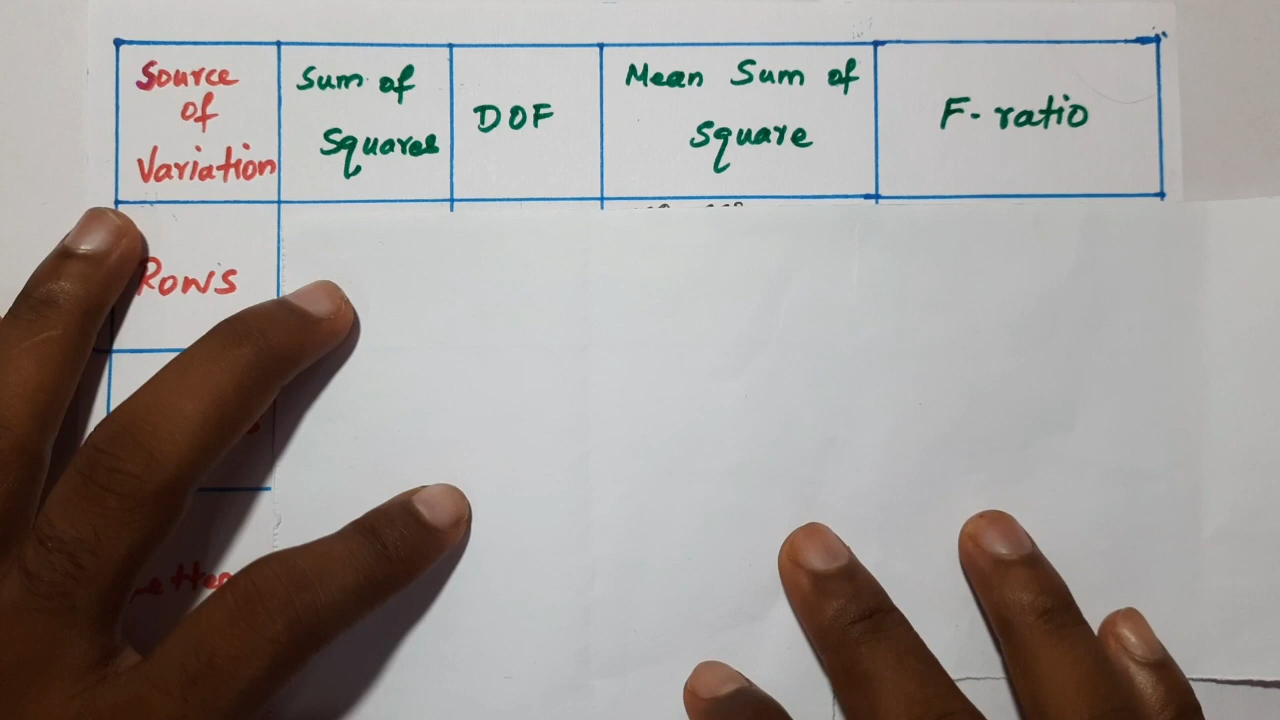 Source
of
Variation
Sum of
Squares
DOF
Mean Sum of
Square
F- ratio
Rows